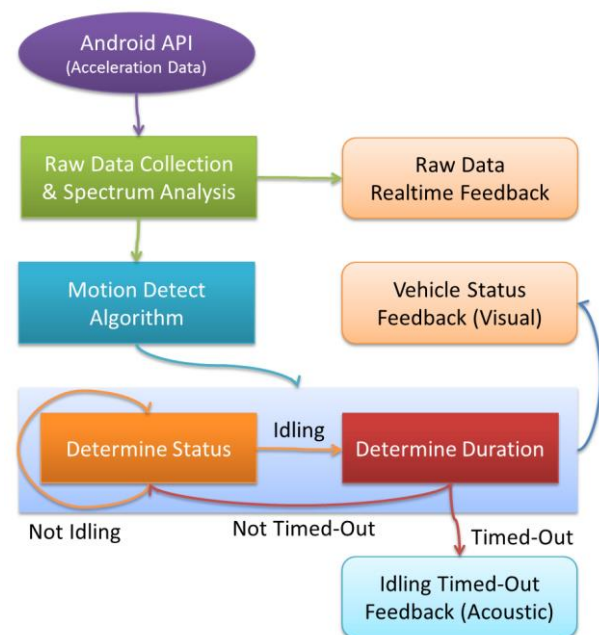 Android API
(Acceleration Data)
Raw Data Collection
& Spectrum Analysis
Raw Data
Realtime Feedback
Motion Detect
Algorithm
Vehicle Status
Feedback (Visual)
Determine Status
Idling
Determine Duration
Not Idling
Not Timed-Out
Timed-Out
Idling Timed-Out
Feedback (Acoustic)